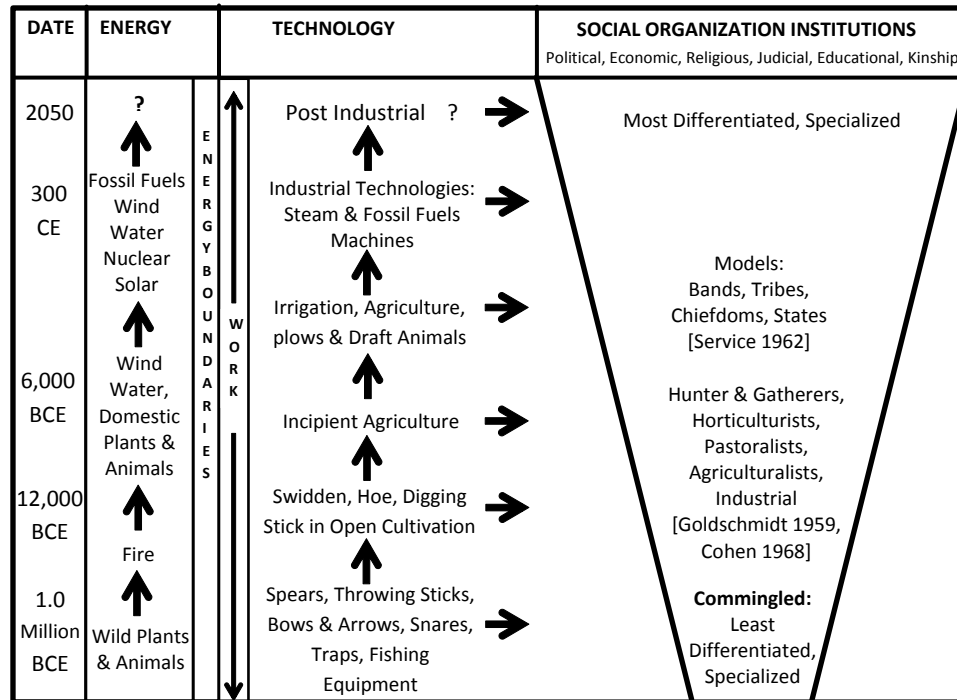 DATE
ENERGY
TECHNOLOGY
SOCIAL ORGANIZATION INSTITUTIONS
Political, Economic, Religious, Judicial, Educational, Kinship
2050
300
CE
6,000
BCE
12,000
BCE
1.0
Million
BCE
?
Fossil Fuels
Wind
Water
Nuclear
Solar
Wind
Water,
Domestic
Plants &
Animals
Fire
Wild Plants
& Animals
E
N
E
R
G
Y
B
O
U
N
D
A
R
I
E
S
W
O
R
K
Post Industrial ?
Industrial Technologies:
Steam & Fossil Fuels
Machines
Irrigation, Agriculture,
plows & Draft Animals
Incipient Agriculture
Swidden, Hoe, Digging
Stick in Open Cultivation
Spears, Throwing Sticks,
Bows & Arrows, Snares,
Traps, Fishing
Equipment
Most Differentiated, Specialized
Models:
Bands, Tribes,
Chiefdoms, States
[Service 1962]
Hunter & Gatherers,
Horticulturists,
Pastoralists,
Agriculturalists,
Industrial
[Goldschmidt 1959,
Cohen 1968]
Commingled:
Least
Differentiated,
Specialized